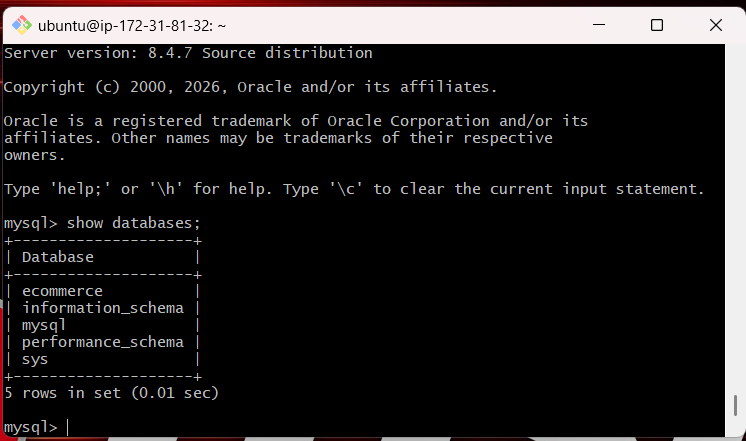 ubuntu@ip-172-31-81-32: ~
Server version: 8.4.7 Source distribution
Copyright (c) 2000, 2026, Oracle and/or its affiliates.
Oracle is a registered trademark of Oracle Corporation and/or its
affiliates. Other names may be trademarks of their respective
owners.
Type 'help;' or '\h' for help. Type '\c' to clear the current input statement.
mysql> show databases;
+--------------------+
| Database           |
+--------------------+
| ecommerce          |
| information_schema |
| mysql              |
| performance_schema |
| sys                |
+--------------------+
5 rows in set (0.01 sec)
mysql>